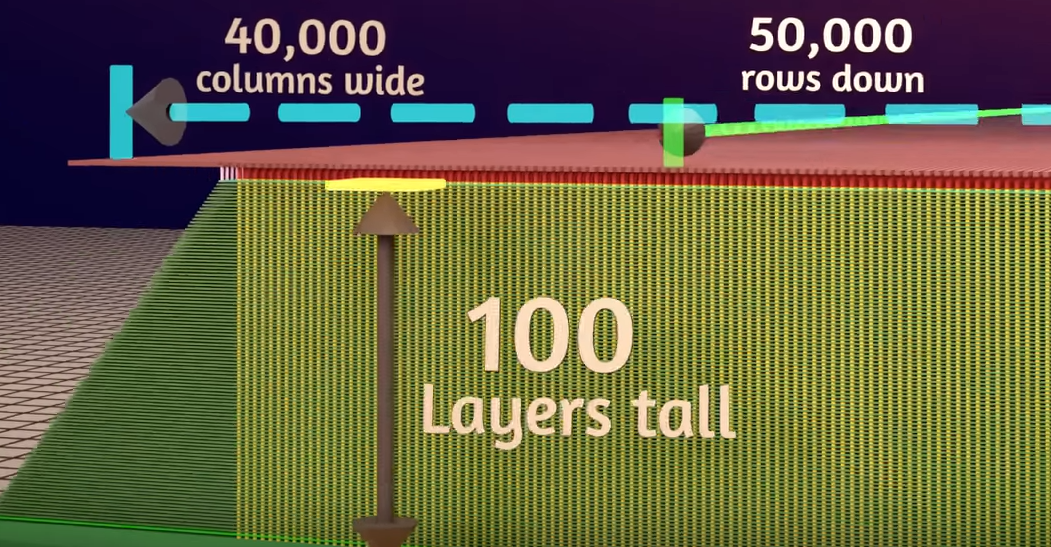 40,000
columns wide
50,000
rows down
100
Layers tall